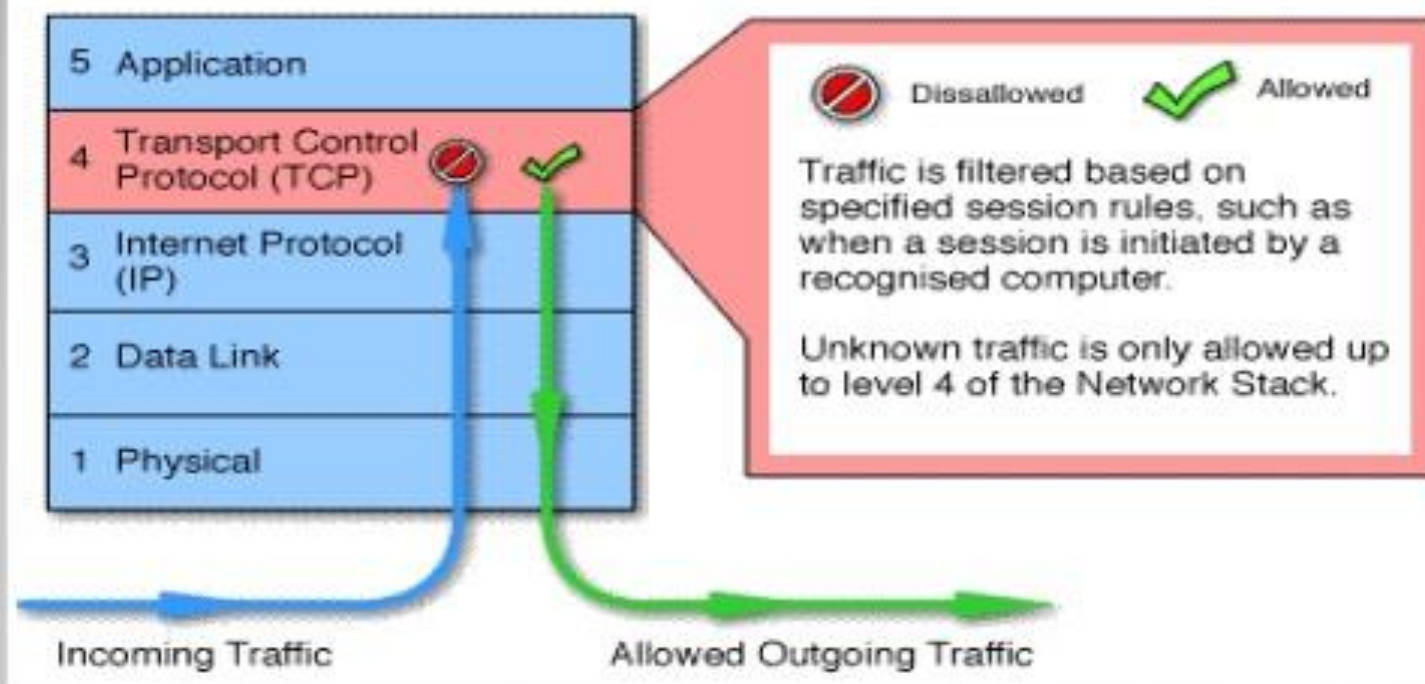 5 Application
4 Transport Control
Protocol (TCP)
3 Internet Protocol
(IP)
2 Data Link
1 Physical
Incoming Traffic
Allowed Outgoing Traffic
Dissallowed
Allowed
Traffic is filtered based on
specified session rules, such as
when a session is initiated by a
recognised computer.
Unknown traffic is only allowed up
to level 4 of the Network Stack.